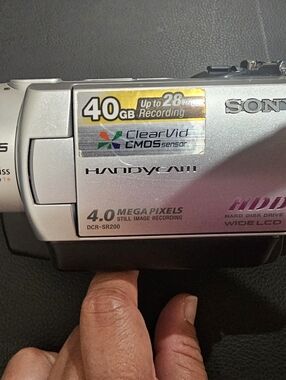 40GB Up to 28
Recording
SON
ClearVid
CMOS sensor
HANDYCAM
HDD
HARD DISK DRIVE
WIDE LCD
4.0 MEGA PIXELS
STILL IMAGE RECORDING
DCR-SR200